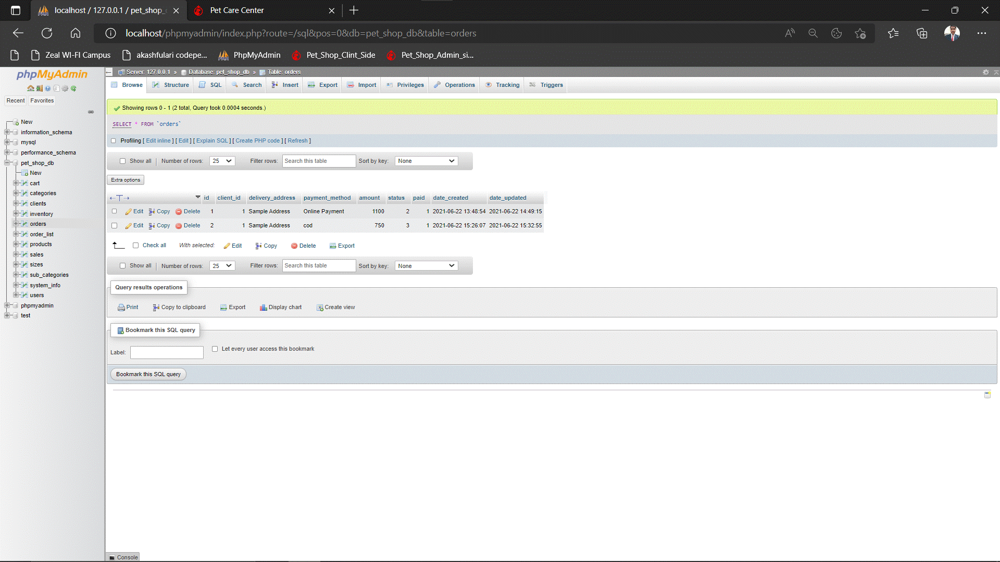 localhost / 127.0.0.1 / pet_shop_
Pet Care Center
localhost/phpmyadmin/index.php?route=/sql&pos=0&db=pet_shop_db&table=orders
Zeal WI-FI Campus
akashfulari codepe...
PhpMyAdmin
Pet_Shop_Clint_Side
Pet_Shop_Admin_si...
phpMyAdmin
Recent Favorites
New
information_schema
mysql
performance_schema
pet_shop_db
New
cart
categories
clients
inventory
orders
order_list
products
sales
sizes
sub_categories
system_info
users
phpmyadmin
test
Server: 127.0.0.1 » Database: pet_shop_db » Table: orders
Browse Structure SQL Search Insert Export Import Privileges Operations Tracking Triggers
Showing rows 0 - 1 (2 total, Query took 0.0004 seconds.)
SELECT * FROM `orders`
Profiling [ Edit inline ] [ Edit ] [ Explain SQL ] [ Create PHP code ] [ Refresh ]
Show all | Number of rows: 25 Filter rows: Search this table Sort by key: None
Extra options
id client_id delivery_address payment_method amount status paid date_created date_updated
Edit Copy Delete 1 1 Sample Address Online Payment 1100 2 1 2021-06-22 13:48:54 2021-06-22 14:49:15
Edit Copy Delete 2 1 Sample Address cod 750 3 1 2021-06-22 15:26:07 2021-06-22 15:32:55
Check all With selected: Edit Copy Delete Export
Show all | Number of rows: 25 Filter rows: Search this table Sort by key: None
Query results operations
Print Copy to clipboard Export Display chart Create view
Bookmark this SQL query
Label: Let every user access this bookmark
Bookmark this SQL query
Console